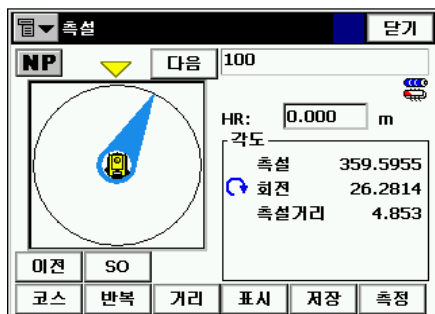 측설 닫기
NP 다음 100
HR: 0.000 m
각도
측설 359.5955
회전 26.2814
측설거리 4.853
이전 SO
코스 반복 거리 표시 저장 측정